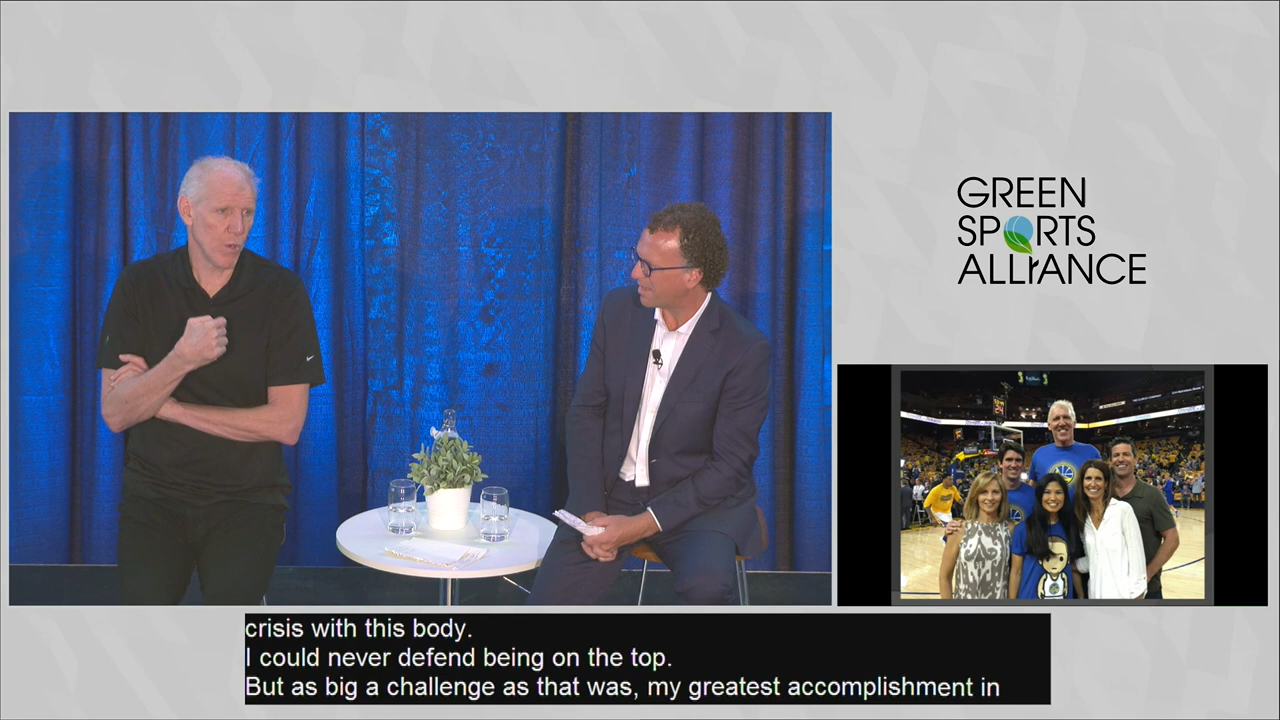 GREEN
SPORTS
ALLIANCE
24
crisis with this body.
I could never defend being on the top.
But as big a challenge as that was, my greatest accomplishment in